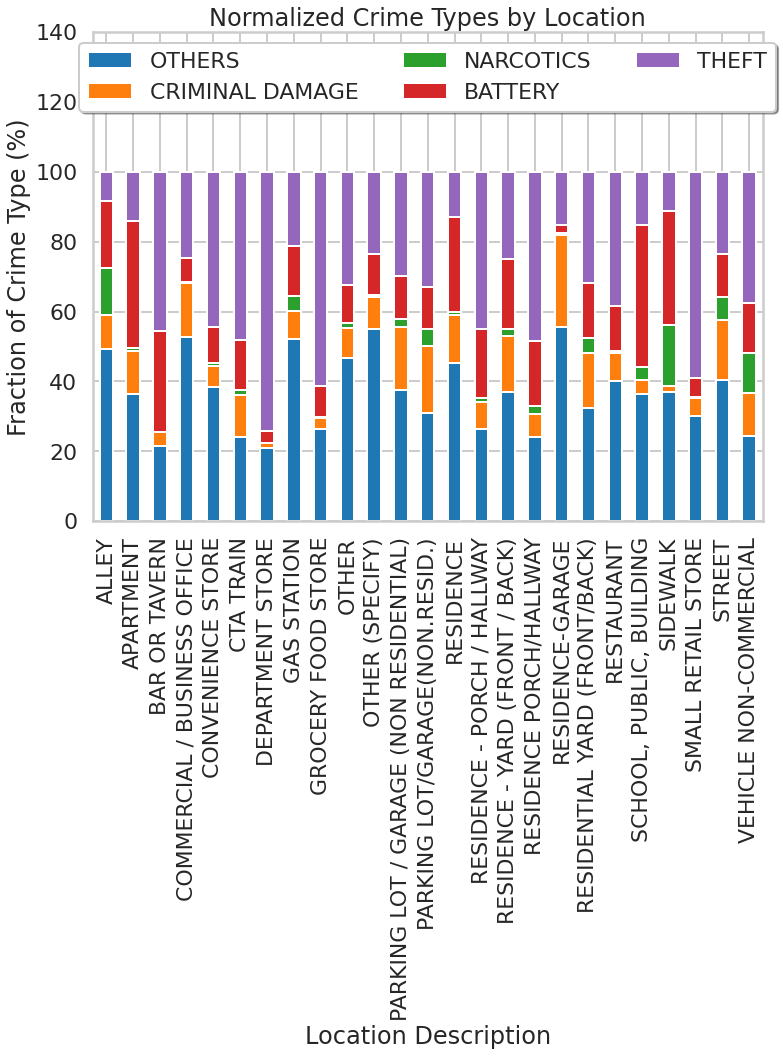 Normalized Crime Types by Location
OTHERS
CRIMINAL DAMAGE
NARCOTICS
BATTERY
THEFT
Fraction of Crime Type (%)
140
120
100
80
60
40
20
0
ALLEY
APARTMENT
BAR OR TAVERN
COMMERCIAL / BUSINESS OFFICE
CONVENIENCE STORE
CTA TRAIN
DEPARTMENT STORE
GAS STATION
GROCERY FOOD STORE
OTHER
OTHER (SPECIFY)
PARKING LOT / GARAGE (NON RESIDENTIAL)
PARKING LOT/GARAGE(NON.RESID.)
RESIDENCE
RESIDENCE - PORCH / HALLWAY
RESIDENCE - YARD (FRONT / BACK)
RESIDENCE PORCH/HALLWAY
RESIDENCE-GARAGE
RESIDENTIAL YARD (FRONT/BACK)
RESTAURANT
SCHOOL, PUBLIC, BUILDING
SIDEWALK
SMALL RETAIL STORE
STREET
VEHICLE NON-COMMERCIAL
Location Description